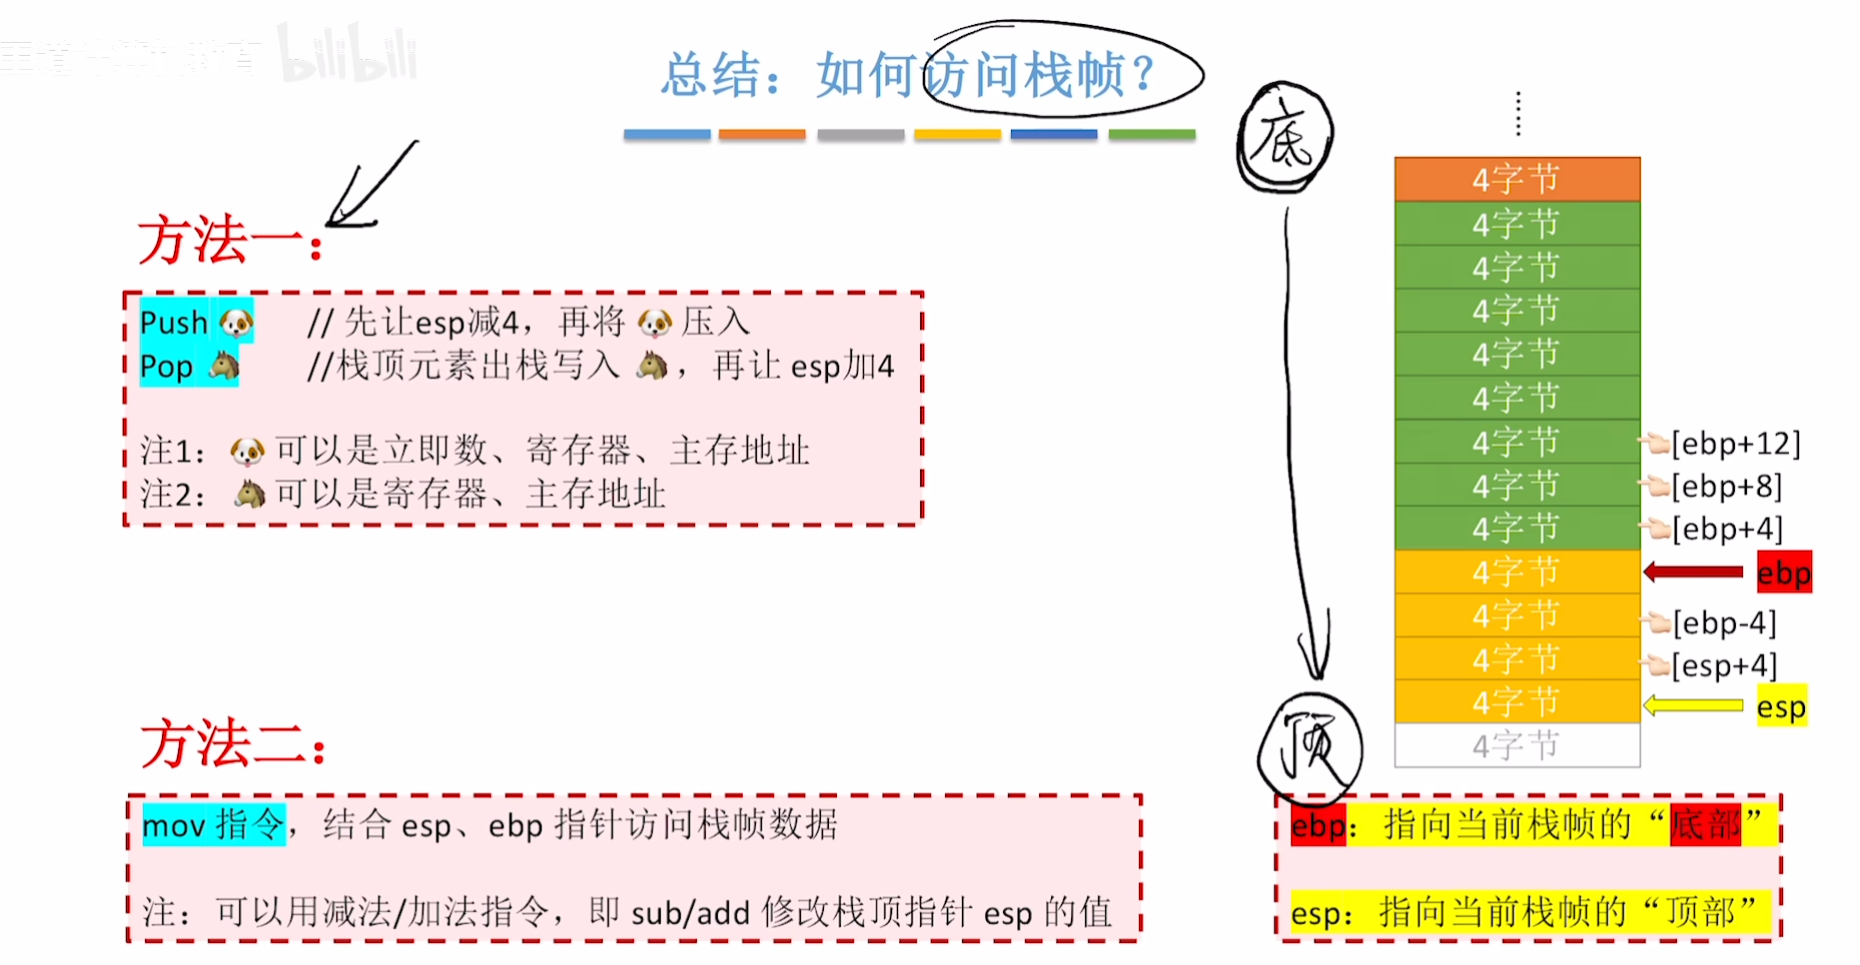 bilibili
总结：如何访问栈帧？
底
方法一：
Push 🐶 // 先让esp减4，再将 🐶 压入
Pop 🐴 //栈顶元素出栈写入 🐴，再让 esp加4
注1：🐶 可以是立即数、寄存器、主存地址
注2：🐴 可以是寄存器、主存地址
4字节
4字节
4字节
4字节
4字节
4字节
4字节 [ebp+12]
4字节 [ebp+8]
4字节 [ebp+4]
4字节 ebp
4字节 [ebp-4]
4字节 [esp+4]
4字节 esp
4字节
顶
方法二：
mov 指令，结合 esp、ebp 指针访问栈帧数据
注：可以用减法/加法指令，即 sub/add 修改栈顶指针 esp 的值
ebp：指向当前栈帧的“底部”
esp：指向当前栈帧的“顶部”